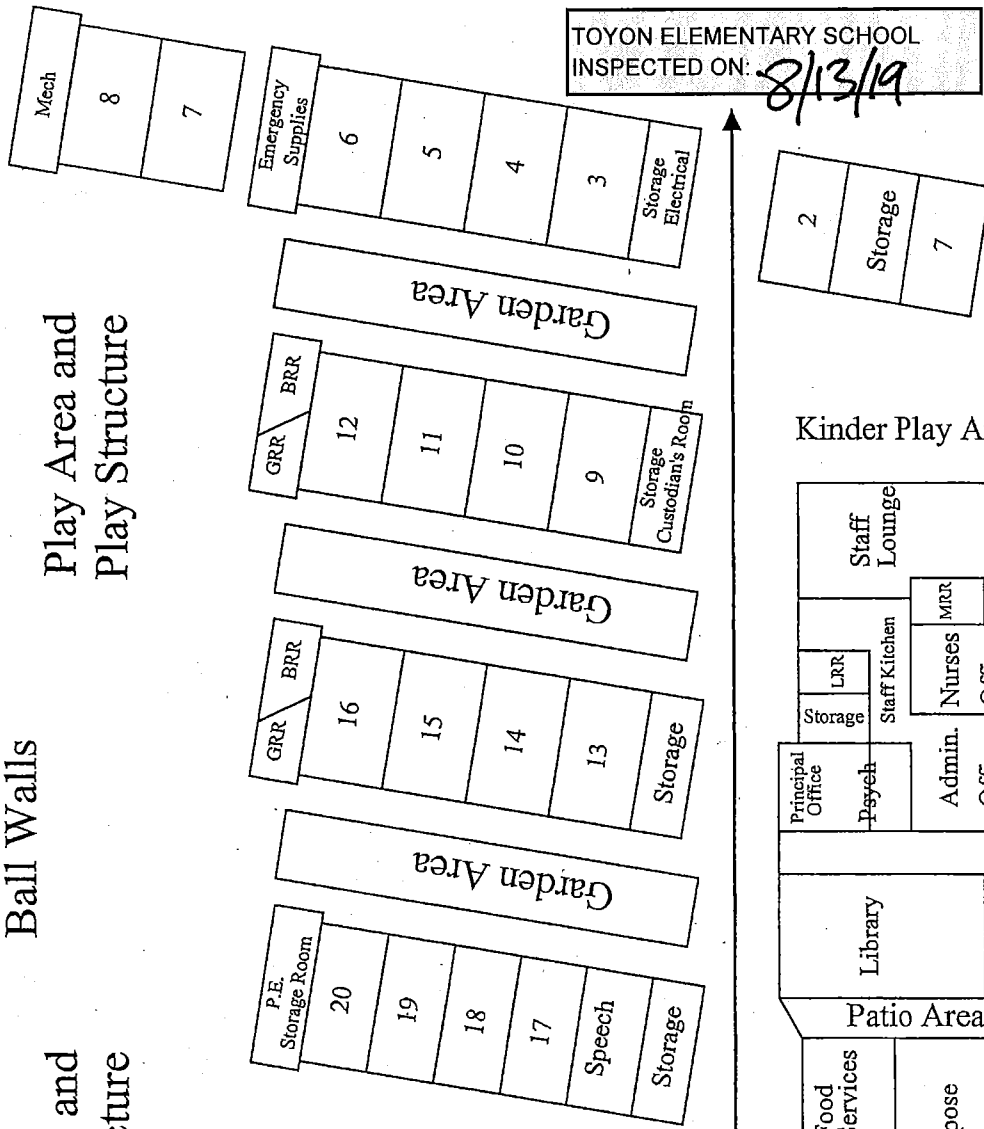 TOYON ELEMENTARY SCHOOL
INSPECTED ON: 8/13/19
Mech
8
7
Emergency
Supplies
6
5
4
3
Storage
Electrical
2
Storage
7
Garden Area
Play Area and
Play Structure
GRR
BRR
12
11
10
9
Storage
Custodian's Room
Kinder Play A
Garden Area
Staff
Lounge
MRR
Staff Kitchen
LRR
Nurses
Storage
GRR
BRR
16
15
14
13
Storage
Principal
Office
Psych
Admin.
Ball Walls
Garden Area
Library
P.E.
Storage Room
20
19
18
17
Speech
Storage
Patio Area
and
cture
ood
ervices
pose